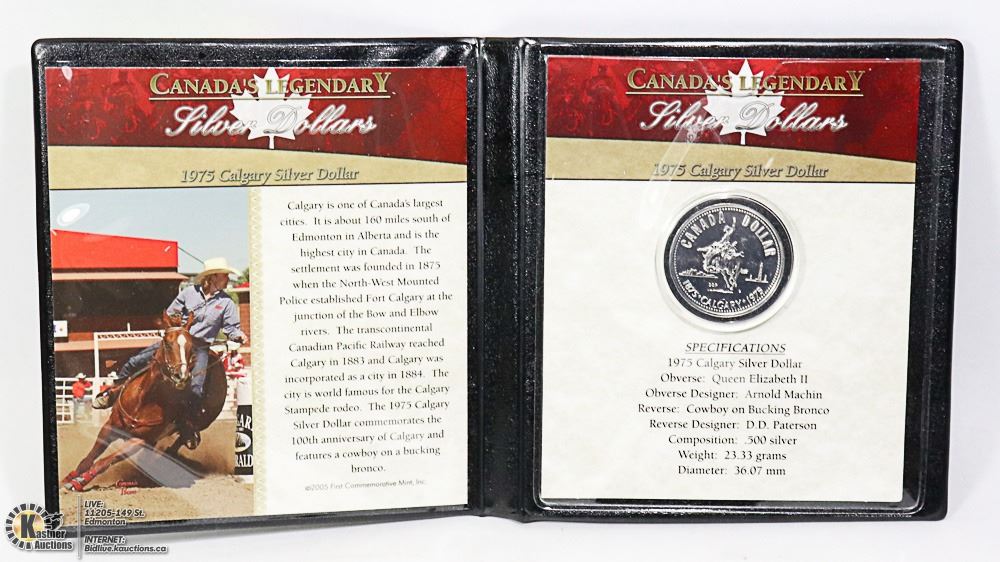 CANADA'S LEGENDARY
Silver Dollars
1975 Calgary Silver Dollar
Calgary is one of Canada's largest
cities. It is about 160 miles south of
Edmonton in Alberta and is the
highest city in Canada. The
settlement was founded in 1875
when the North-West Mounted
Police established Fort Calgary at the
junction of the Bow and Elbow
rivers. The transcontinental
Canadian Pacific Railway reached
Calgary in 1883 and Calgary was
incorporated as a city in 1884. The
city is world famous for the Calgary
Stampede rodeo. The 1975 Calgary
Silver Dollar commemorates the
100th anniversary of Calgary and
features a cowboy on a bucking
bronco.
©2005 First Commemorative Mint, Inc.
CANADA'S LEGENDARY
Silver Dollars
1975 Calgary Silver Dollar
CANADA DOLLAR
1875·CALGARY·1975
SPECIFICATIONS
1975 Calgary Silver Dollar
Obverse: Queen Elizabeth II
Obverse Designer: Arnold Machin
Reverse: Cowboy on Bucking Bronco
Reverse Designer: D.D. Paterson
Composition: .500 silver
Weight: 23.33 grams
Diameter: 36.07 mm
Kastner
Auctions
LIVE:
11205-149 St.
Edmonton
INTERNET:
Bidlive.kauctions.ca